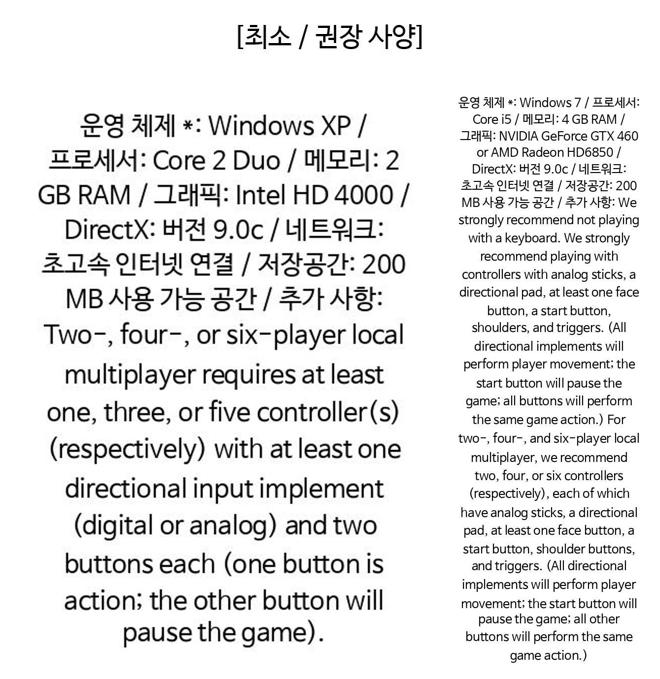 [최소 / 권장 사양]
운영 체제 *: Windows XP /
프로세서: Core 2 Duo / 메모리: 2
GB RAM / 그래픽: Intel HD 4000 /
DirectX: 버전 9.0c / 네트워크:
초고속 인터넷 연결 / 저장공간: 200
MB 사용 가능 공간 / 추가 사항:
Two-, four-, or six-player local
multiplayer requires at least
one, three, or five controller(s)
(respectively) with at least one
directional input implement
(digital or analog) and two
buttons each (one button is
action; the other button will
pause the game).
운영 체제 *: Windows 7 / 프로세서:
Core i5 / 메모리: 4 GB RAM /
그래픽: NVIDIA GeForce GTX 460
or AMD Radeon HD6850 /
DirectX: 버전 9.0c / 네트워크:
초고속 인터넷 연결 / 저장공간: 200
MB 사용 가능 공간 / 추가 사항: We
strongly recommend not playing
with a keyboard. We strongly
recommend playing with
controllers with analog sticks, a
directional pad, at least one face
button, a start button,
shoulders, and triggers. (All
directional implements will
perform player movement; the
start button will pause the
game; all buttons will perform
the same game action.) For
two-, four-, and six-player local
multiplayer, we recommend
two, four, or six controllers
(respectively), each of which
have analog sticks, a directional
pad, at least one face button, a
start button, shoulder buttons,
and triggers. (All directional
implements will perform player
movement; the start button will
pause the game; all other
buttons will perform the same
game action.)